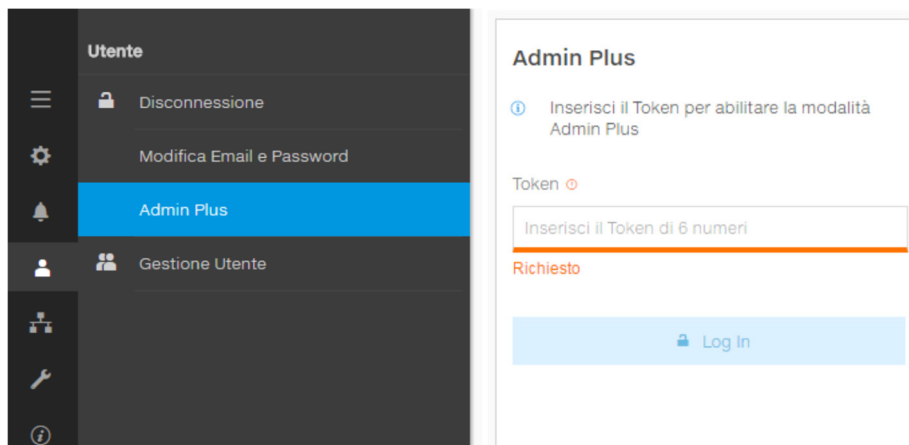 Utente
Disconnessione
Modifica Email e Password
Admin Plus
Gestione Utente
Admin Plus
Inserisci il Token per abilitare la modalità
Admin Plus
Token
Inserisci il Token di 6 numeri
Richiesto
Log In